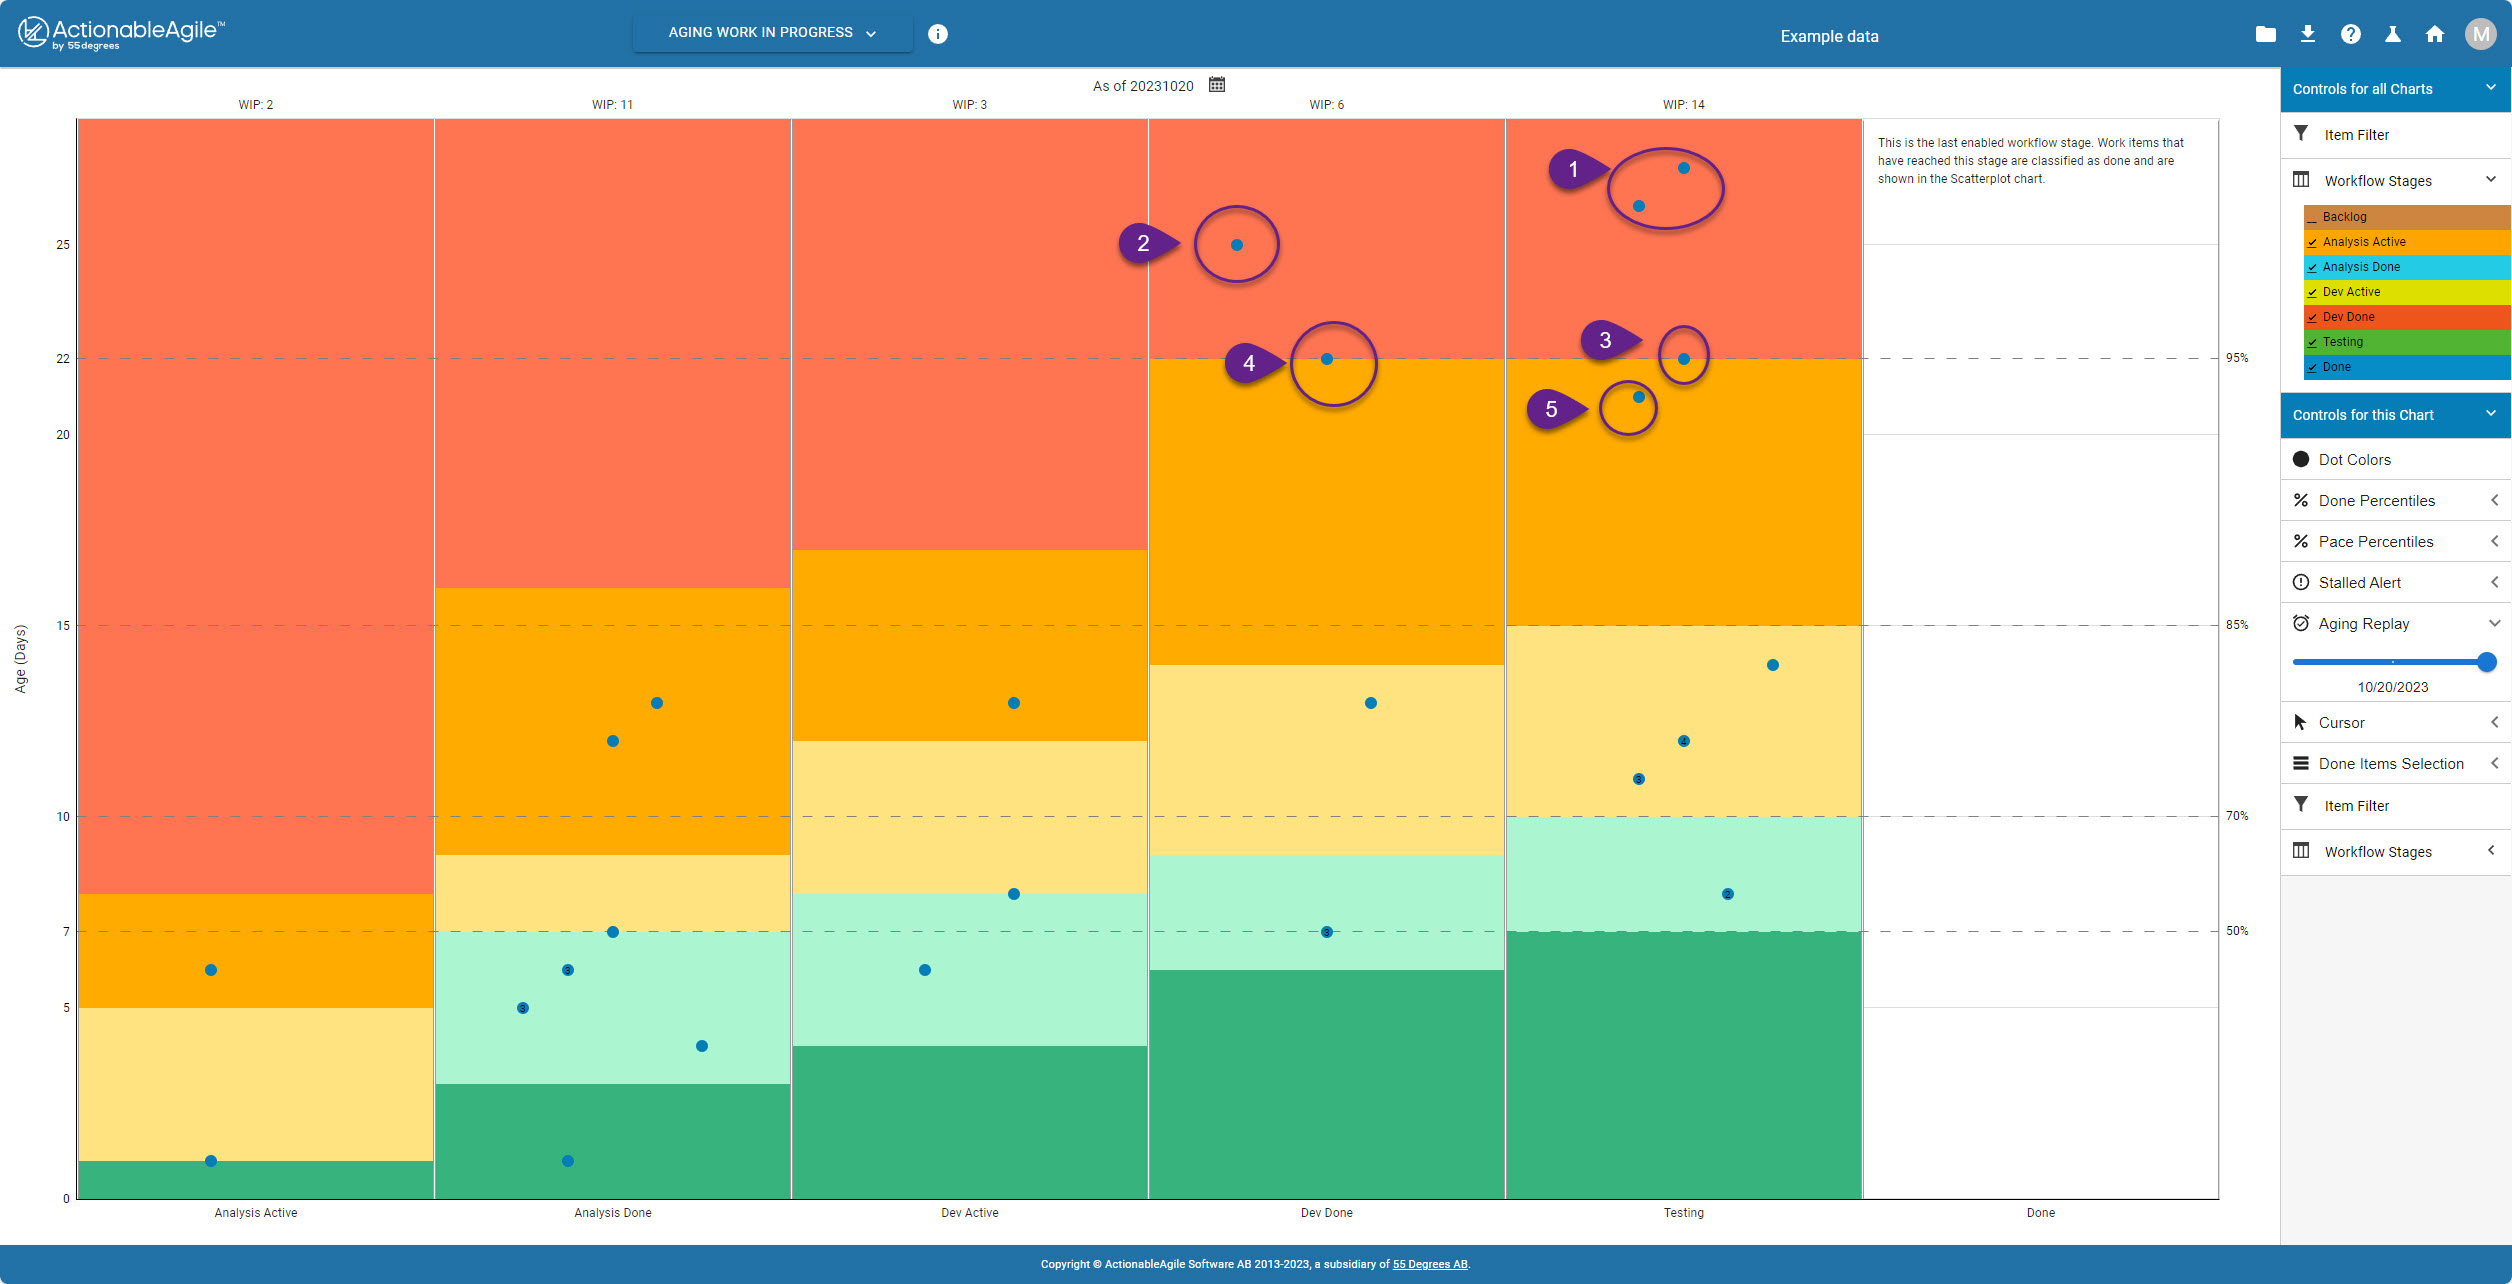 ActionableAgile™
by 55degrees
AGING WORK IN PROGRESS
i
Example data
?
M
As of 20231020
WIP: 2
WIP: 11
WIP: 3
WIP: 6
WIP: 14
This is the last enabled workflow stage. Work items that
have reached this stage are classified as done and are
shown in the Scatterplot chart.
1
2
3
4
5
Age (Days)
25
22
20
15
10
7
5
0
95%
85%
70%
50%
4
3
2
3
3
3
Analysis Active
Analysis Done
Dev Active
Dev Done
Testing
Done
Controls for all Charts
Item Filter
Workflow Stages
Backlog
Analysis Active
Analysis Done
Dev Active
Dev Done
Testing
Done
Controls for this Chart
Dot Colors
% Done Percentiles
% Pace Percentiles
Stalled Alert
Aging Replay
10/20/2023
Cursor
Done Items Selection
Item Filter
Workflow Stages
Copyright © ActionableAgile Software AB 2013-2023, a subsidiary of 55 Degrees AB.